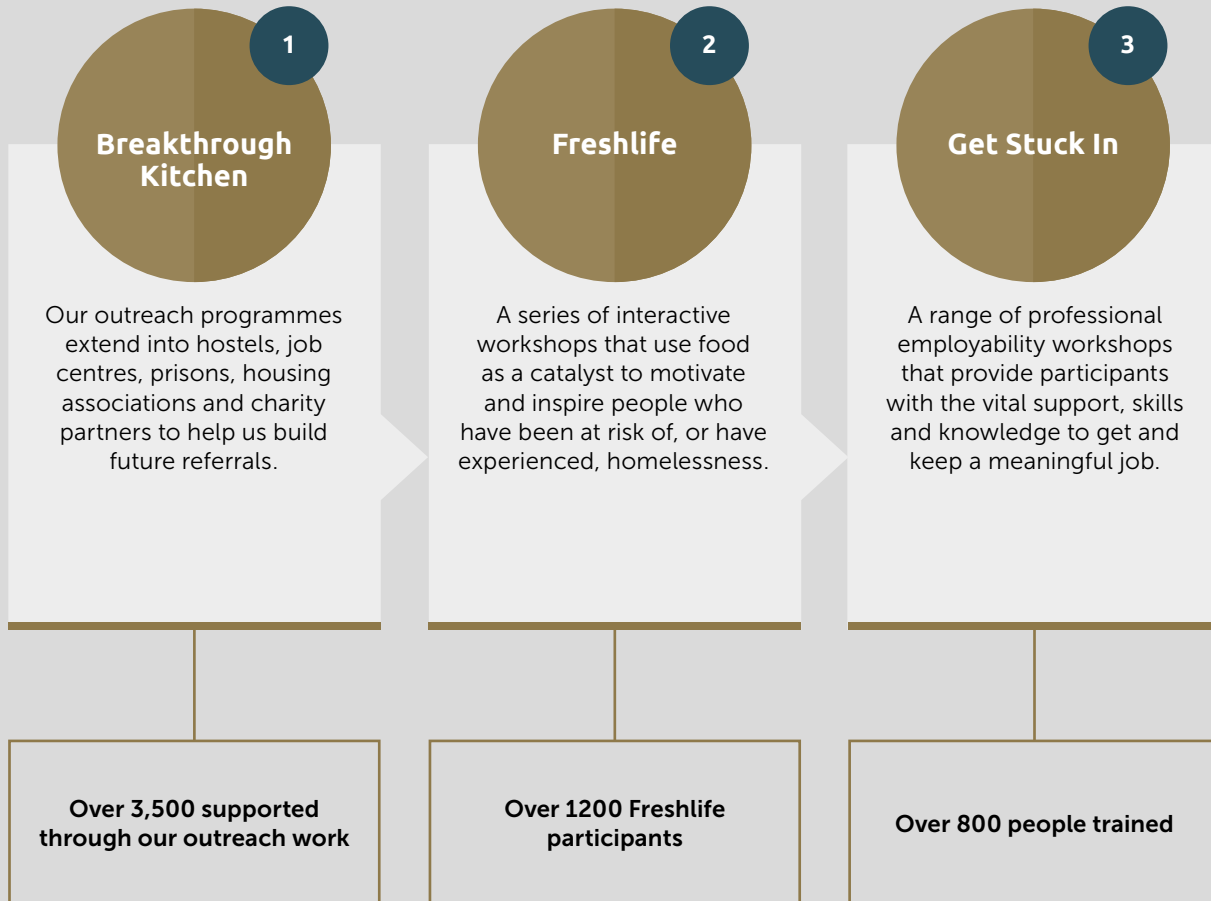 1
Breakthrough
Kitchen
Our outreach programmes
extend into hostels, job
centres, prisons, housing
associations and charity
partners to help us build
future referrals.
Over 3,500 supported
through our outreach work
2
Freshlife
A series of interactive
workshops that use food
as a catalyst to motivate
and inspire people who
have been at risk of, or have
experienced, homelessness.
Over 1200 Freshlife
participants
3
Get Stuck In
A range of professional
employability workshops
that provide participants
with the vital support, skills
and knowledge to get and
keep a meaningful job.
Over 800 people trained